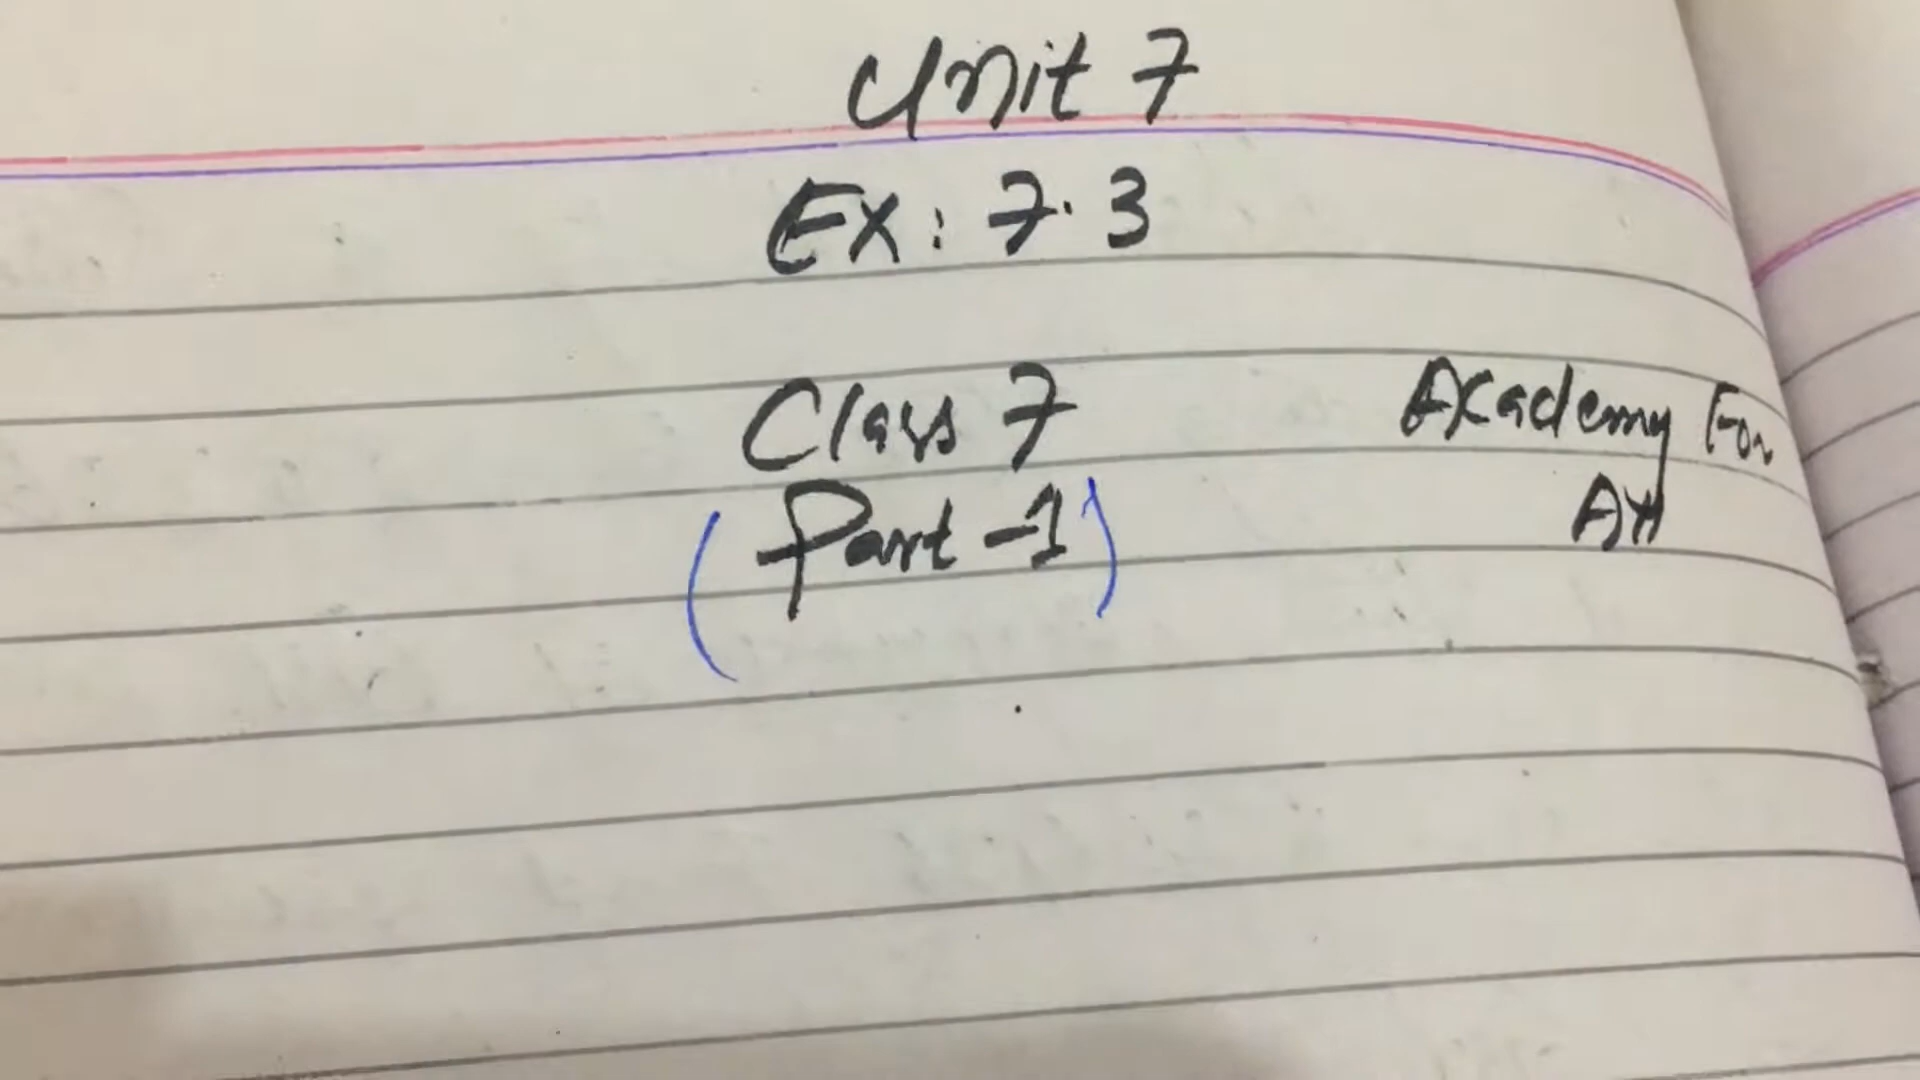 Unit 7
Ex: 7.3
Class 7
(Part -1)
Academy For
All